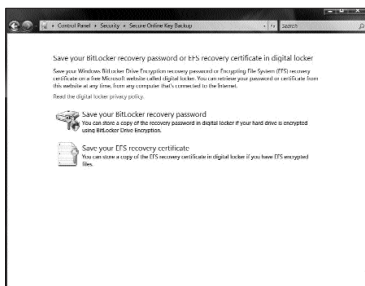 Control Panel ▸ Security ▸ Secure Online Key Backup
Search
Save your BitLocker recovery password or EFS recovery certificate in digital locker
Save your Windows BitLocker Drive Encryption recovery password or Encrypting File System (EFS) recovery
certificate on a free Microsoft website called digital locker. You can retrieve your password or certificate from
this website at any time, from any computer that's connected to the Internet.
Read the digital locker privacy policy.
Save your BitLocker recovery password
You can store a copy of the recovery password in digital locker if your hard drive is encrypted
using BitLocker Drive Encryption.
Save your EFS recovery certificate
You can store a copy of the EFS recovery certificate in digital locker if you have EFS encrypted
files.